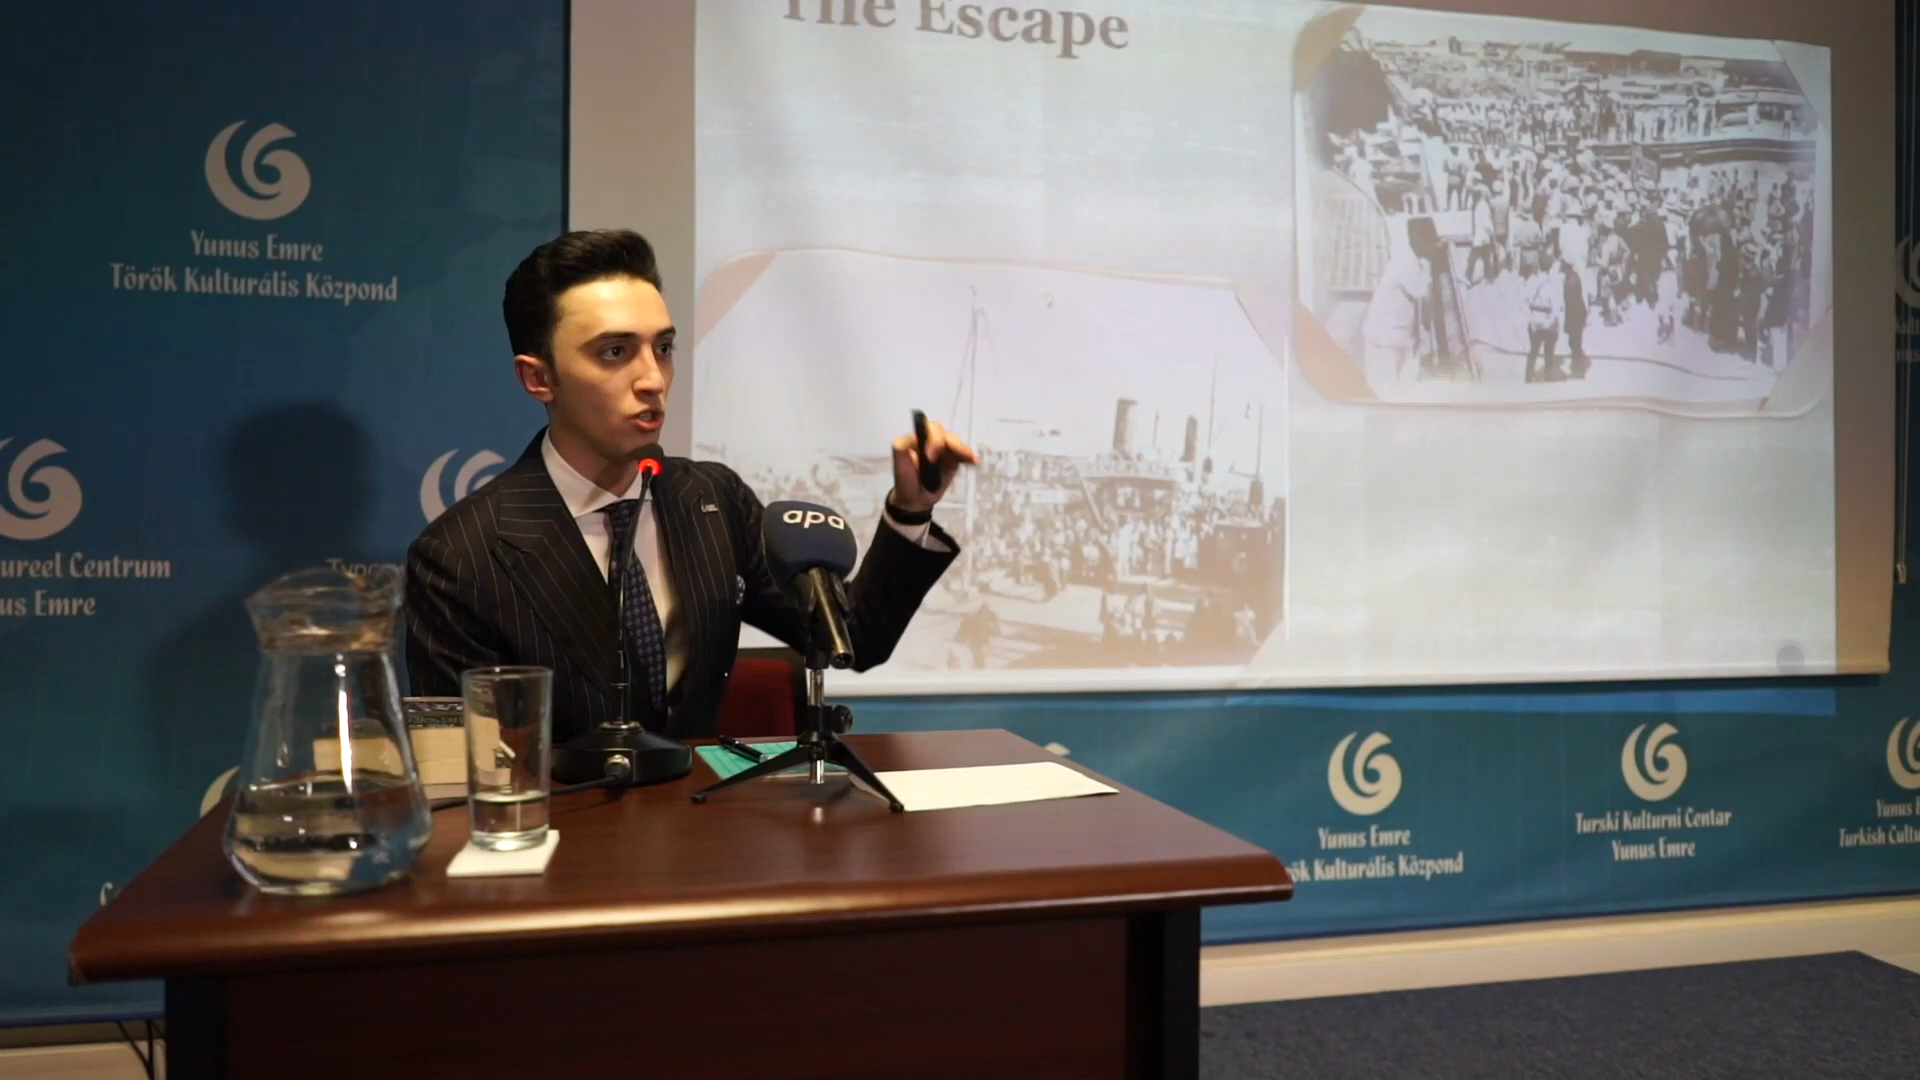 The Escape
Yunus Emre
Török Kulturális Központ
ureel Centrum
us Emre
apa
Yunus Emre
ök Kulturális Központ
Turski Kulturni Centar
Yunus Emre
Yunus
Turkish Cultu